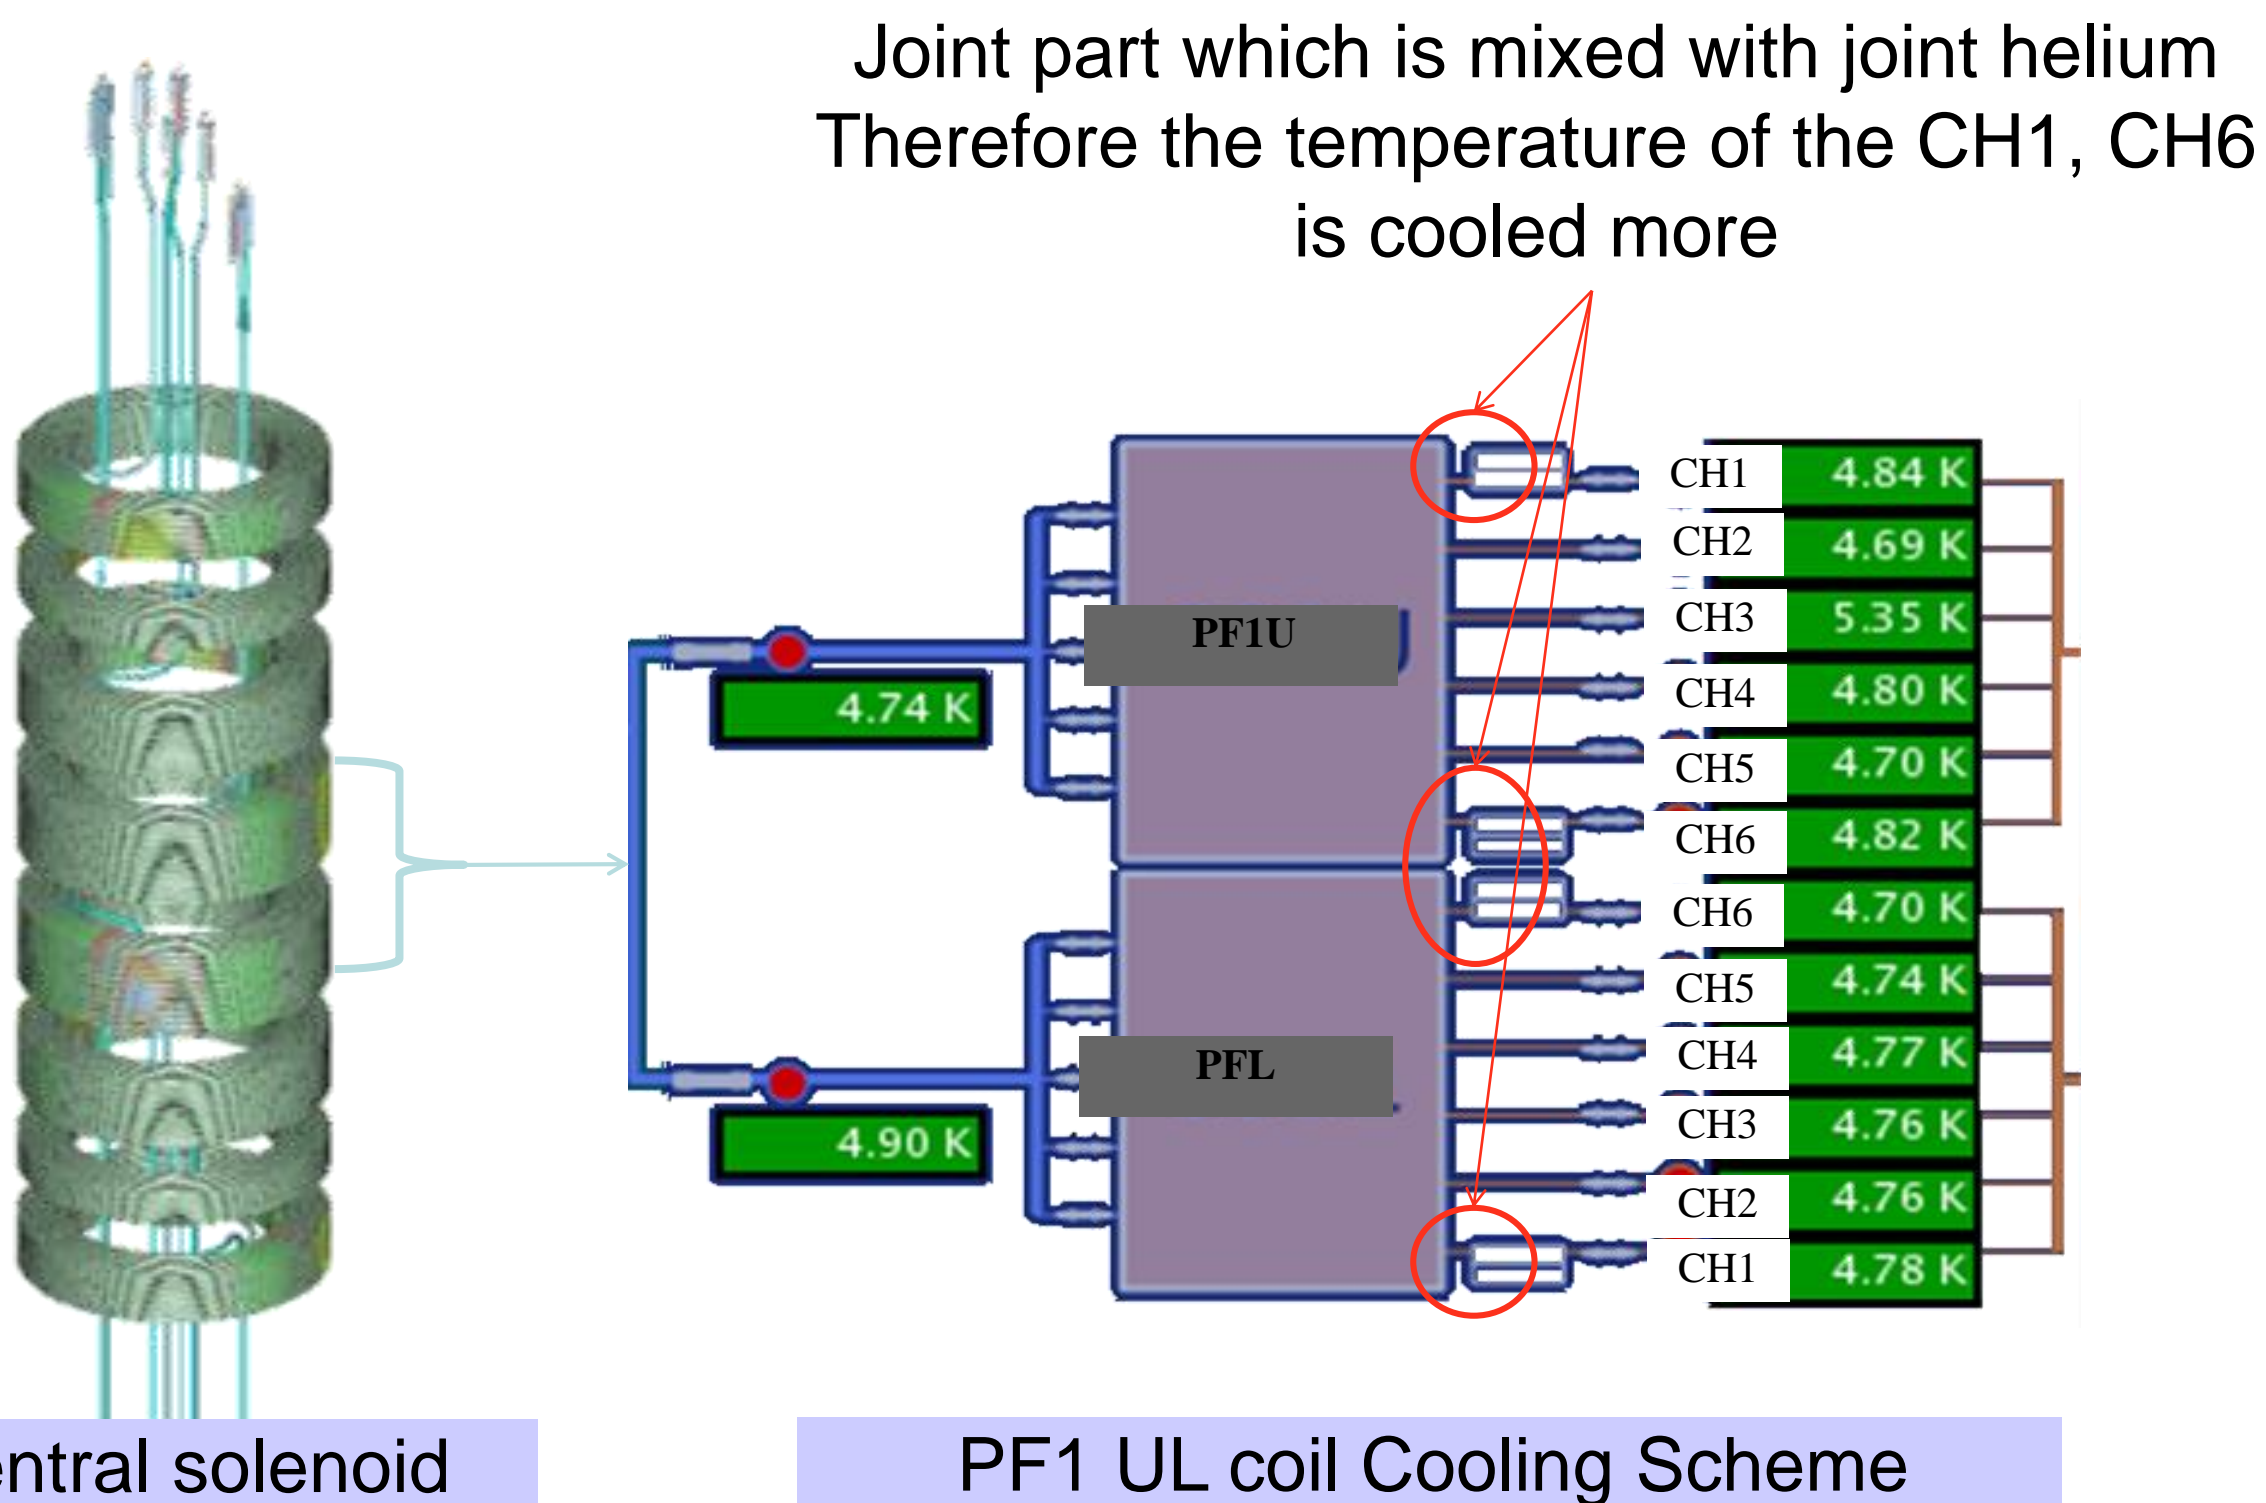 Joint part which is mixed with joint helium
Therefore the temperature of the CH1, CH6
is cooled more
CH1 4.84 K
CH2 4.69 K
CH3 5.35 K
PF1U
4.74 K
CH4 4.80 K
CH5 4.70 K
CH6 4.82 K
CH6 4.70 K
CH5 4.74 K
CH4 4.77 K
PFL
CH3 4.76 K
4.90 K
CH2 4.76 K
CH1 4.78 K
entral solenoid
PF1 UL coil Cooling Scheme